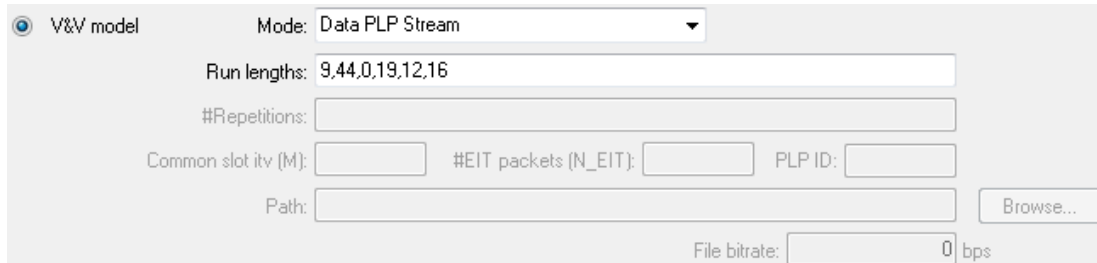 V&V model Mode: Data PLP Stream
Run lengths: 9,44,0,19,12,16
#Repetitions:
Common slot itv (M): #EIT packets (N_EIT): PLP ID:
Path: Browse...
File bitrate: 0 bps